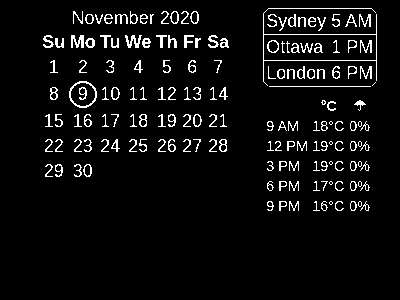 November 2020
Su Mo Tu We Th Fr Sa
1 2 3 4 5 6 7
8 9 10 11 12 13 14
15 16 17 18 19 20 21
22 23 24 25 26 27 28
29 30
Sydney 5 AM
Ottawa 1 PM
London 6 PM
°C ☂
9 AM 18°C 0%
12 PM 19°C 0%
3 PM 19°C 0%
6 PM 17°C 0%
9 PM 16°C 0%